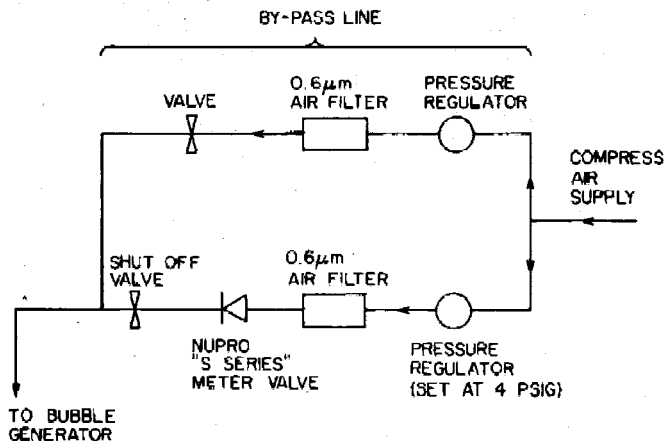 BY-PASS LINE
0.6μm
AIR FILTER
PRESSURE
REGULATOR
VALVE
COMPRESS
AIR
SUPPLY
SHUT OFF
VALVE
0.6μm
AIR FILTER
NUPRO
"S SERIES"
METER VALVE
PRESSURE
REGULATOR
(SET AT 4 PSIG)
TO BUBBLE
GENERATOR